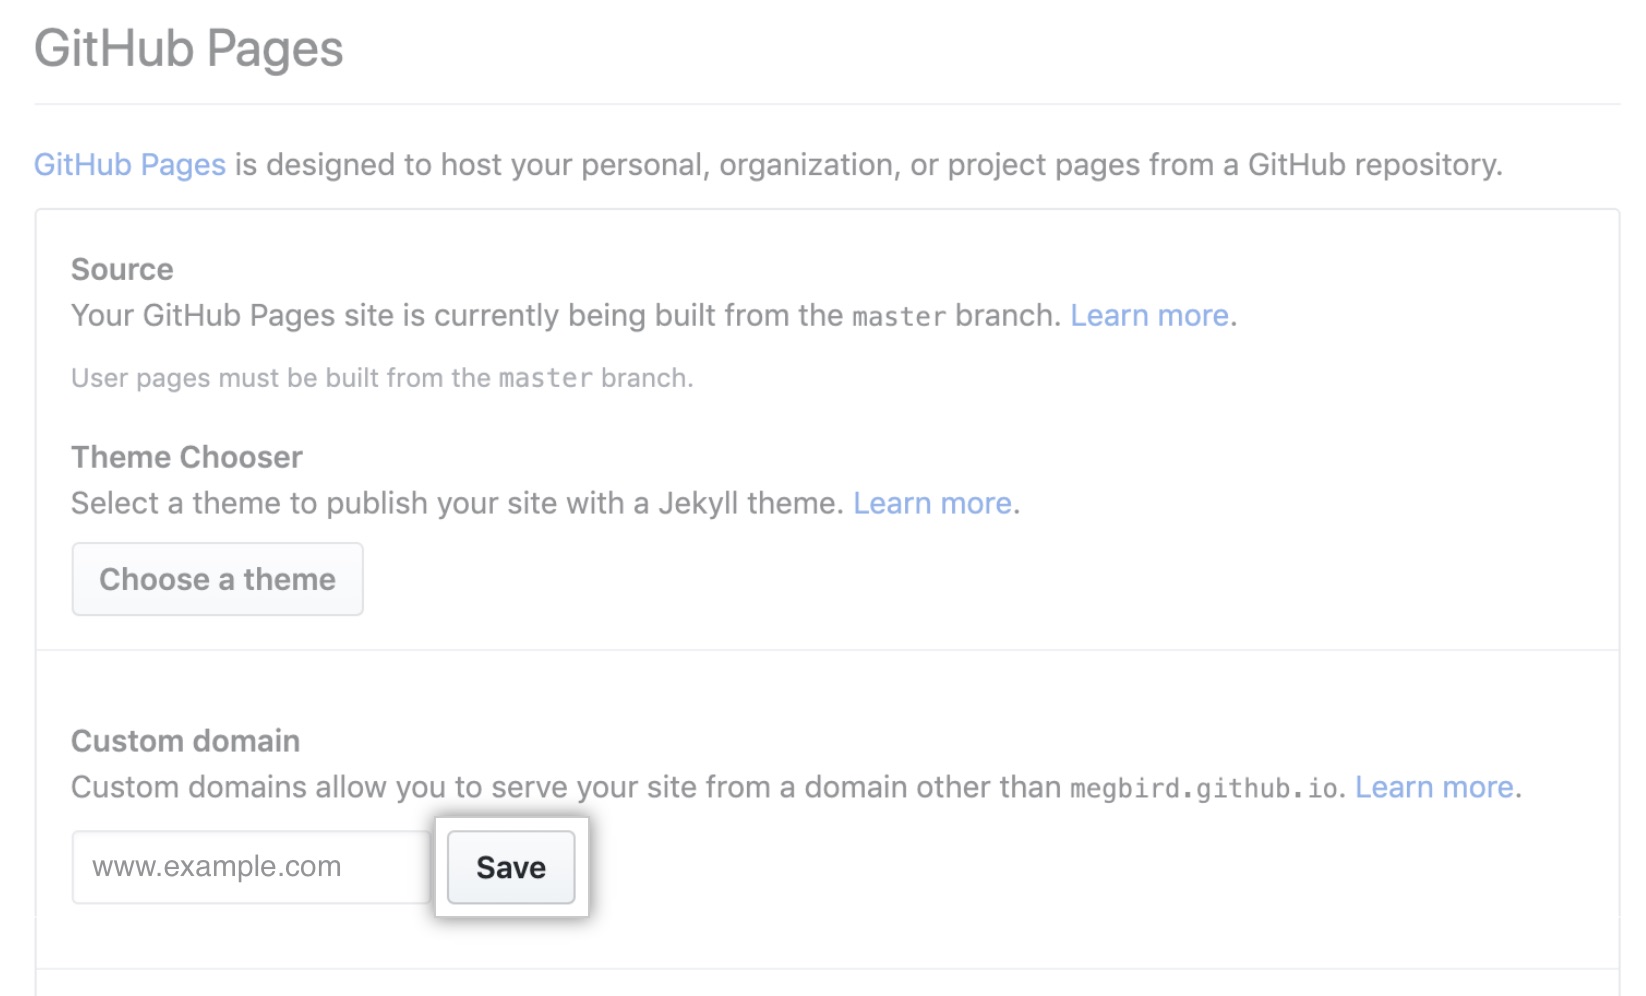 GitHub Pages
GitHub Pages is designed to host your personal, organization, or project pages from a GitHub repository.
Source
Your GitHub Pages site is currently being built from the master branch. Learn more.
User pages must be built from the master branch.
Theme Chooser
Select a theme to publish your site with a Jekyll theme. Learn more.
Choose a theme
Custom domain
Custom domains allow you to serve your site from a domain other than megbird.github.io. Learn more.
www.example.com Save